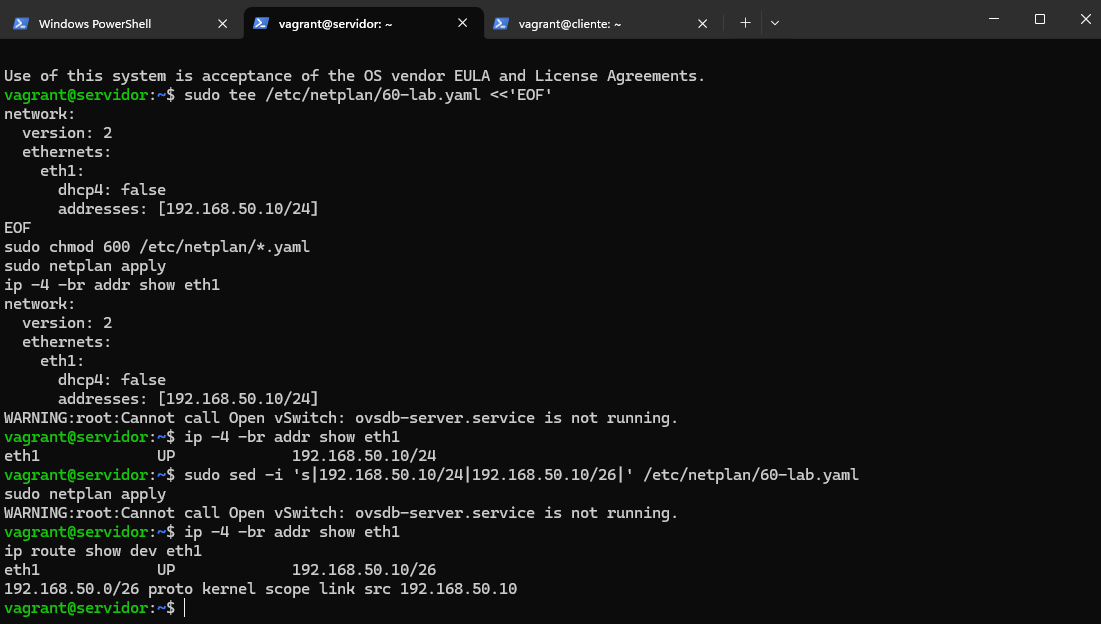 Windows PowerShell
vagrant@servidor: ~
vagrant@cliente: ~
Use of this system is acceptance of the OS vendor EULA and License Agreements.
vagrant@servidor:~$ sudo tee /etc/netplan/60-lab.yaml <<'EOF'
network:
  version: 2
  ethernets:
    eth1:
      dhcp4: false
      addresses: [192.168.50.10/24]
EOF
sudo chmod 600 /etc/netplan/*.yaml
sudo netplan apply
ip -4 -br addr show eth1
network:
  version: 2
  ethernets:
    eth1:
      dhcp4: false
      addresses: [192.168.50.10/24]
WARNING:root:Cannot call Open vSwitch: ovsdb-server.service is not running.
vagrant@servidor:~$ ip -4 -br addr show eth1
eth1             UP             192.168.50.10/24
vagrant@servidor:~$ sudo sed -i 's|192.168.50.10/24|192.168.50.10/26|' /etc/netplan/60-lab.yaml
sudo netplan apply
WARNING:root:Cannot call Open vSwitch: ovsdb-server.service is not running.
vagrant@servidor:~$ ip -4 -br addr show eth1
ip route show dev eth1
eth1             UP             192.168.50.10/26
192.168.50.0/26 proto kernel scope link src 192.168.50.10
vagrant@servidor:~$